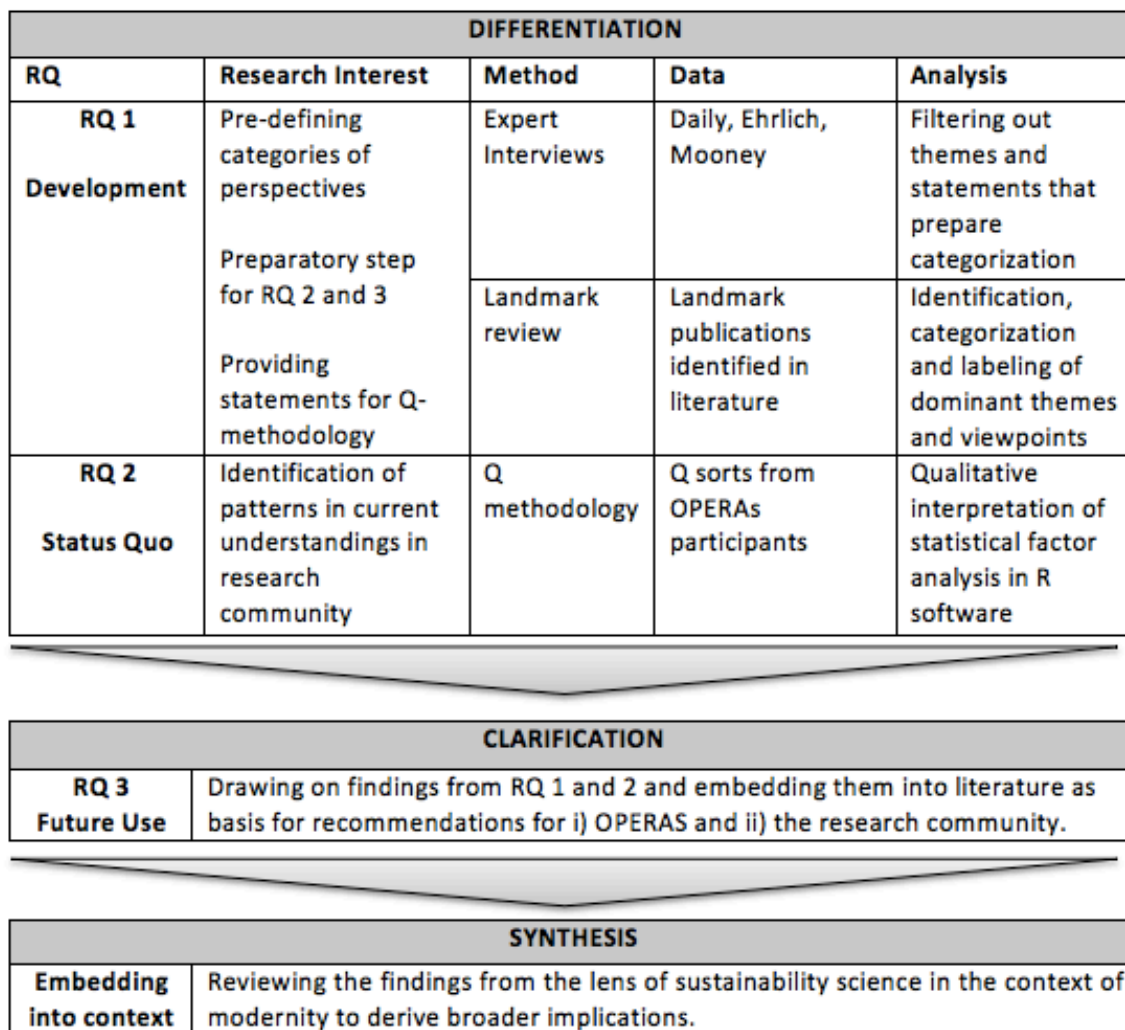 DIFFERENTIATION
RQ
Research Interest
Method
Data
Analysis
RQ 1
Development
Pre-defining
categories of
perspectives
Preparatory step
for RQ 2 and 3
Providing
statements for Q-
methodology
Expert
Interviews
Daily, Ehrlich,
Mooney
Filtering out
themes and
statements that
prepare
categorization
Landmark
review
Landmark
publications
identified in
literature
Identification,
categorization
and labeling of
dominant themes
and viewpoints
RQ 2
Status Quo
Identification of
patterns in current
understandings in
research
community
Q
methodology
Q sorts from
OPERAs
participants
Qualitative
interpretation of
statistical factor
analysis in R
software
CLARIFICATION
RQ 3
Future Use
Drawing on findings from RQ 1 and 2 and embedding them into literature as
basis for recommendations for i) OPERAS and ii) the research community.
SYNTHESIS
Embedding
into context
Reviewing the findings from the lens of sustainability science in the context of
modernity to derive broader implications.